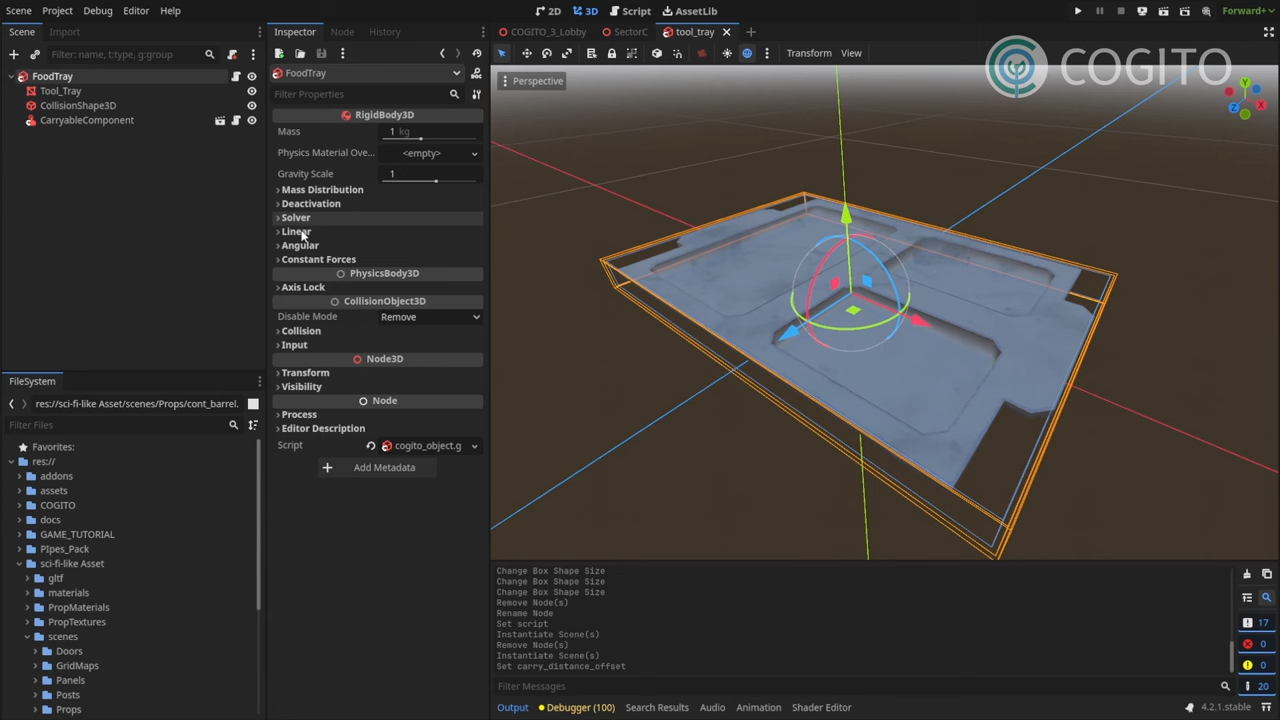 Scene Project Debug Editor Help
2D 3D Script AssetLib
Forward+
Scene Import
Filter: name, t:type, g:group
FoodTray
Tool_Tray
CollisionShape3D
CarryableComponent
FileSystem
res://sci-fi-like Asset/scenes/Props/cont_barrel.
Filter Files
Favorites:
res://
addons
assets
COGITO
docs
GAME_TUTORIAL
PIpes_Pack
sci-fi-like Asset
gltf
materials
PropMaterials
PropTextures
scenes
Doors
GridMaps
Panels
Posts
Props
Inspector Node History
FoodTray
Filter Properties
RigidBody3D
Mass 1 kg
Physics Material Ove... <empty>
Gravity Scale 1
Mass Distribution
Deactivation
Solver
Linear
Angular
Constant Forces
PhysicsBody3D
Axis Lock
CollisionObject3D
Disable Mode Remove
Collision
Input
Node3D
Transform
Visibility
Node
Process
Editor Description
Script cogito_object.g
Add Metadata
COGITO_3_Lobby SectorC tool_tray
Transform View
Perspective
COGITO
Y
X
Z
Change Box Shape Size
Change Box Shape Size
Change Box Shape Size
Remove Node(s)
Rename Node
Set script
Instantiate Scene(s)
Remove Node(s)
Instantiate Scene(s)
Set carry_distance_offset
17
0
0
20
Filter Messages
Output Debugger (100) Search Results Audio Animation Shader Editor
4.2.1.stable